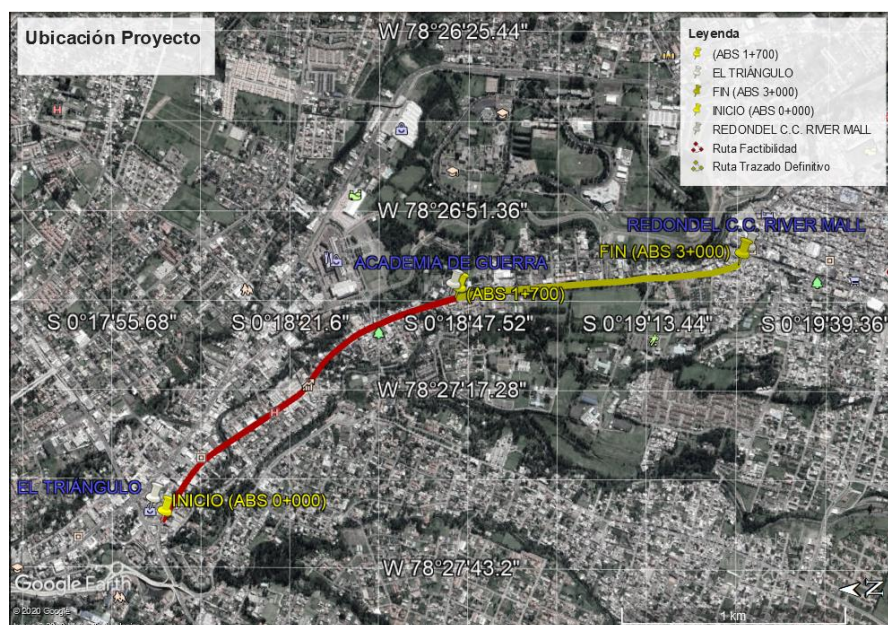 Ubicación Proyecto
W 78°26'25.44"
Leyenda
(ABS 1+700)
EL TRIÁNGULO
FIN (ABS 3+000)
INICIO (ABS 0+000)
REDONDEL C.C. RIVER MALL
Ruta Factibilidad
Ruta Trazado Definitivo
W 78°26'51.36"
REDONDEL C.C. RIVER MALL
FIN (ABS 3+000)
ACADEMIA DE GUERRA
(ABS 1+700)
S 0°17'55.68"
S 0°18'21.6"
S 0°18'47.52"
S 0°19'13.44"
S 0°19'39.36"
W 78°27'17.28"
EL TRIÁNGULO
INICIO (ABS 0+000)
W 78°27'43.2"
Google Earth
© 2020 Google
N
1 km